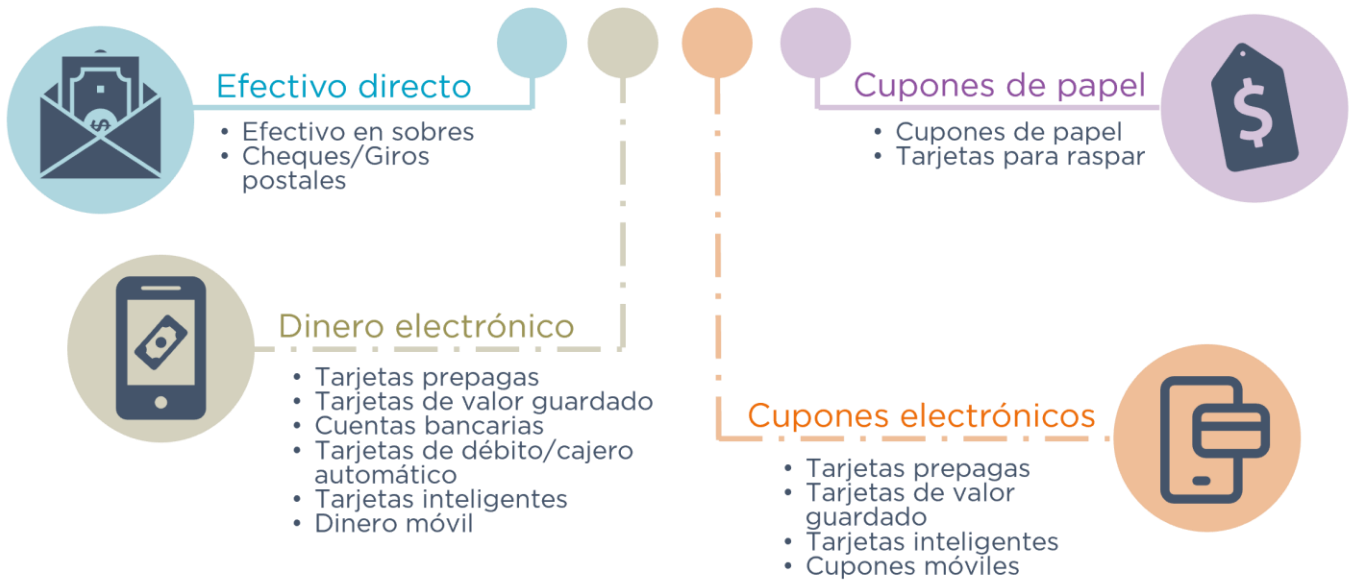 Efectivo directo
• Efectivo en sobres
• Cheques/Giros
postales
Cupones de papel
• Cupones de papel
• Tarjetas para raspar
Dinero electrónico
• Tarjetas prepagas
• Tarjetas de valor guardado
• Cuentas bancarias
• Tarjetas de débito/cajero
automático
• Tarjetas inteligentes
• Dinero móvil
Cupones electrónicos
• Tarjetas prepagas
• Tarjetas de valor
guardado
• Tarjetas inteligentes
• Cupones móviles